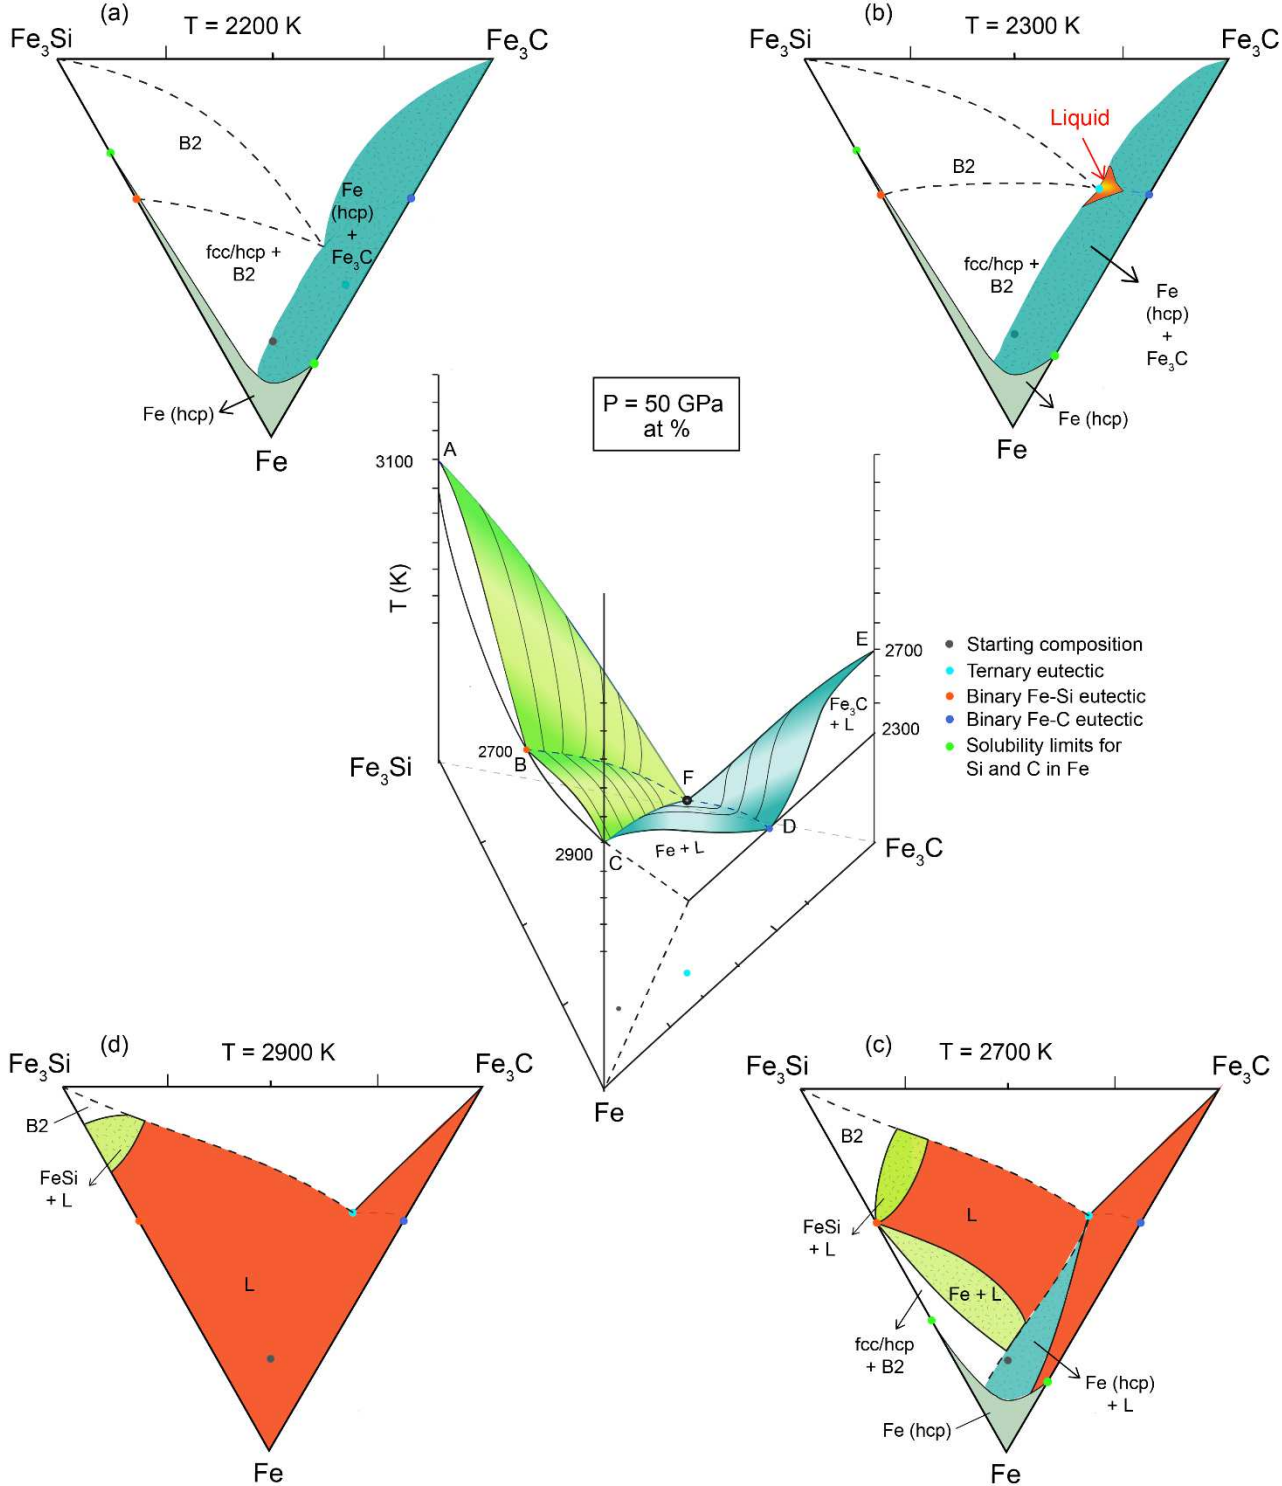 (a)
T = 2200 K
Fe3Si
Fe3C
B2
Fe
(hcp)
+
Fe3C
fcc/hcp +
B2
Fe (hcp)
Fe
(b)
T = 2300 K
Fe3Si
Fe3C
Liquid
B2
fcc/hcp +
B2
Fe
(hcp)
+
Fe3C
Fe (hcp)
Fe
P = 50 GPa
at %
A
3100
T (K)
E
2700
Fe3C
+ L
2300
Fe3Si
2700
B
F
D
2900
C
Fe + L
Fe3C
Fe
Starting composition
Ternary eutectic
Binary Fe-Si eutectic
Binary Fe-C eutectic
Solubility limits for
Si and C in Fe
(d)
T = 2900 K
Fe3Si
Fe3C
B2
FeSi
+ L
L
Fe
(c)
T = 2700 K
Fe3Si
Fe3C
B2
L
FeSi
+ L
Fe + L
fcc/hcp
+ B2
Fe (hcp)
+ L
Fe (hcp)
Fe